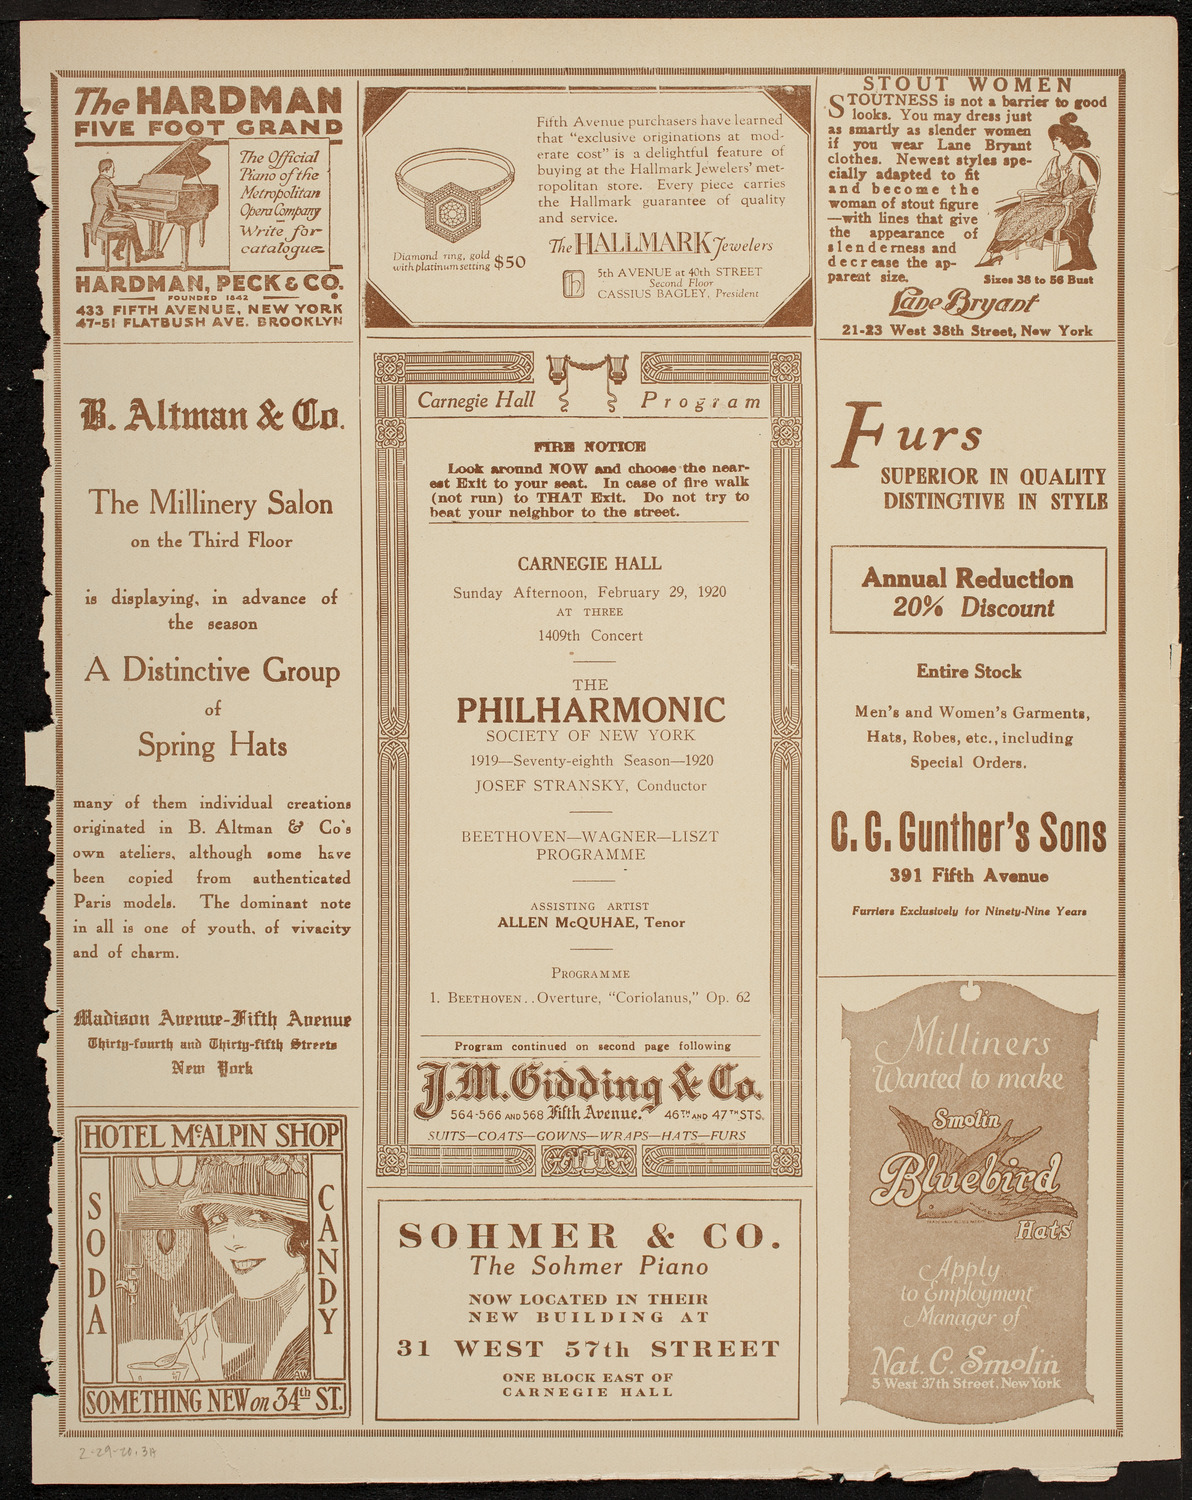 The HARDMAN
FIVE FOOT GRAND
The Official
Piano of the
Metropolitan
Opera Company
Write for
catalogue
HARDMAN, PECK & CO.
FOUNDED 1842
433 FIFTH AVENUE, NEW YORK
47-51 FLATBUSH AVE. BROOKLYN
B. Altman & Co.
The Millinery Salon
on the Third Floor
is displaying, in advance of
the season
A Distinctive Group
of
Spring Hats
many of them individual creations
originated in B. Altman & Co's
own ateliers, although some have
been copied from authenticated
Paris models. The dominant note
in all is one of youth, of vivacity
and of charm.
Madison Avenue-Fifth Avenue
Thirty-fourth and Thirty-fifth Streets
New York
HOTEL McALPIN SHOP
SODA
CANDY
AW
SOMETHING NEW on 34th ST.
2-29-20.3A
Fifth Avenue purchasers have learned
that "exclusive originations at mod-
erate cost" is a delightful feature of
buying at the Hallmark Jewelers' met-
ropolitan store. Every piece carries
the Hallmark guarantee of quality
and service.
Diamond ring, gold
with platinum setting $50
The HALLMARK Jewelers
5th AVENUE at 40th STREET
Second Floor
CASSIUS BAGLEY, President
Carnegie Hall Program
FIRE NOTICE
Look around NOW and choose the near-
est Exit to your seat. In case of fire walk
(not run) to THAT Exit. Do not try to
beat your neighbor to the street.
CARNEGIE HALL
Sunday Afternoon, February 29, 1920
AT THREE
1409th Concert
THE
PHILHARMONIC
SOCIETY OF NEW YORK
1919—Seventy-eighth Season—1920
JOSEF STRANSKY, Conductor
BEETHOVEN—WAGNER—LISZT
PROGRAMME
ASSISTING ARTIST
ALLEN McQUHAE, Tenor
PROGRAMME
1. BEETHOVEN..Overture, "Coriolanus," Op. 62
Program continued on second page following
J.M. Gidding & Co.
564-566 AND 568 Fifth Avenue. 46TH AND 47TH STS.
SUITS—COATS—GOWNS—WRAPS—HATS—FURS
SOHMER & CO.
The Sohmer Piano
NOW LOCATED IN THEIR
NEW BUILDING AT
31 WEST 57th STREET
ONE BLOCK EAST OF
CARNEGIE HALL
STOUT WOMEN
STOUTNESS is not a barrier to good
looks. You may dress just
as smartly as slender women
if you wear Lane Bryant
clothes. Newest styles spe-
cially adapted to fit
and become the
woman of stout figure
—with lines that give
the appearance of
slenderness and
decrease the ap-
parent size.
Sizes 38 to 56 Bust
Lane Bryant
21-23 West 38th Street, New York
Furs
SUPERIOR IN QUALITY
DISTINCTIVE IN STYLE
Annual Reduction
20% Discount
Entire Stock
Men's and Women's Garments,
Hats, Robes, etc., including
Special Orders.
C. G. Gunther's Sons
391 Fifth Avenue
Furriers Exclusively for Ninety-Nine Years
Milliners
Wanted to make
Smolin
Bluebird
Hats
Apply
to Employment
Manager of
Nat. C. Smolin
5 West 37th Street. New York